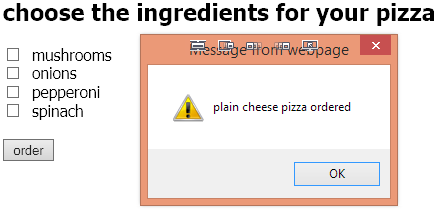 choose the ingredients for your pizza
mushrooms
onions
pepperoni
spinach
order
Message from webpage
plain cheese pizza ordered
OK